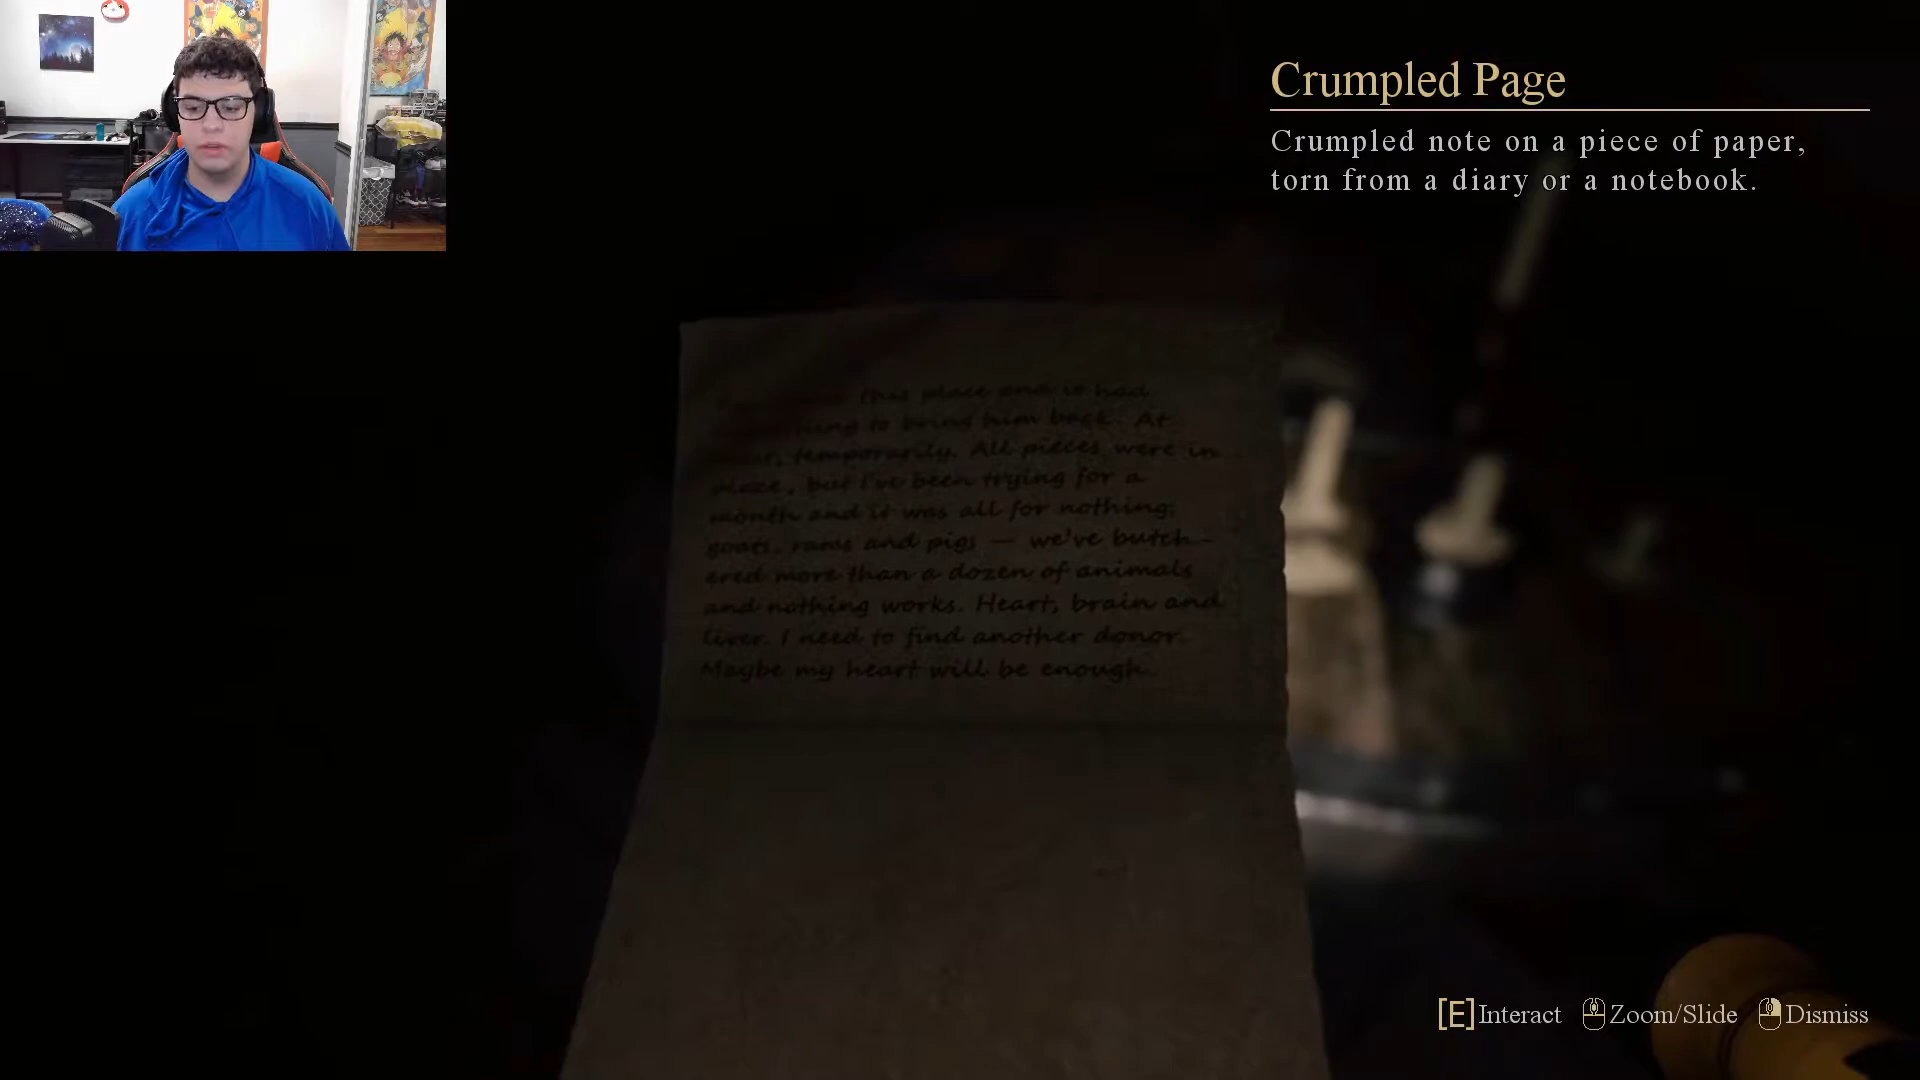 Crumpled Page
Crumpled note on a piece of paper,
torn from a diary or a notebook.
this place and it had
to bring him back. At
temporarily. All pieces were in
place, but I've been trying for a
month and it was all for nothing;
goats, rams and pigs — we've butch-
ered more than a dozen of animals
and nothing works. Heart, brain and
liver. I need to find another donor.
Maybe my heart will be enough.
[E] Interact Zoom/Slide Dismiss